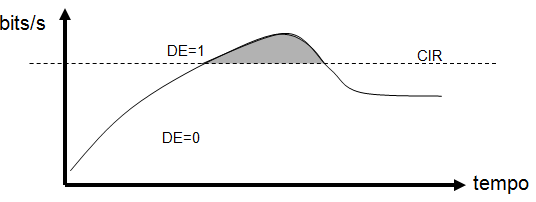 bits/s
DE=1
CIR
DE=0
tempo